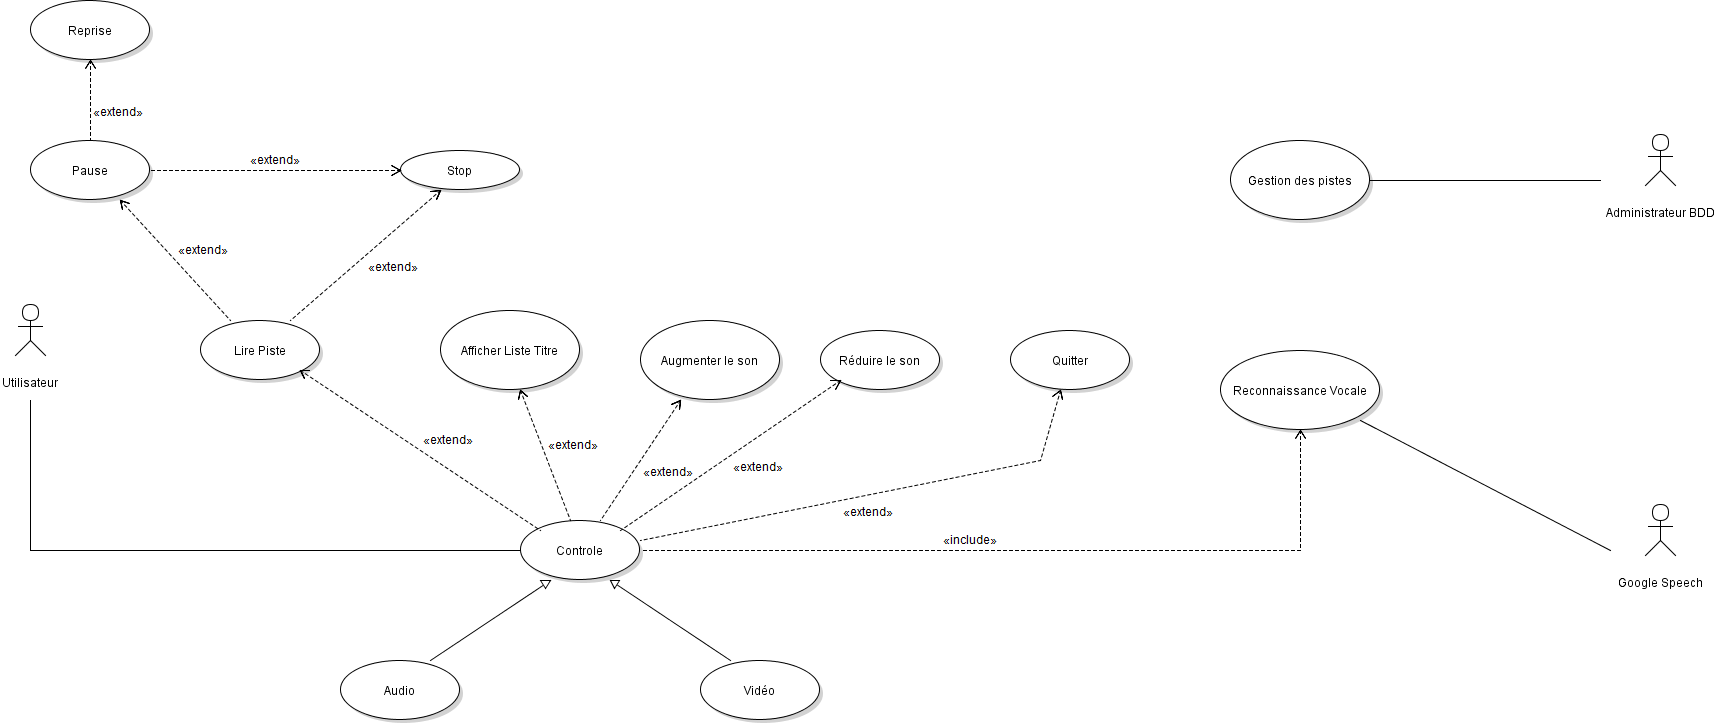 Reprise
«extend»
Pause
«extend»
Stop
Gestion des pistes
Administrateur BDD
«extend»
«extend»
Utilisateur
Lire Piste
Afficher Liste Titre
Augmenter le son
Réduire le son
Quitter
Reconnaissance Vocale
«extend»
«extend»
«extend»
«extend»
«extend»
«include»
Controle
Google Speech
Audio
Vidéo